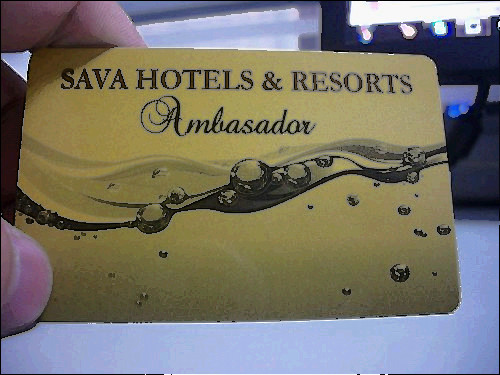 SAVA HOTELS & RESORTS
Ambasador